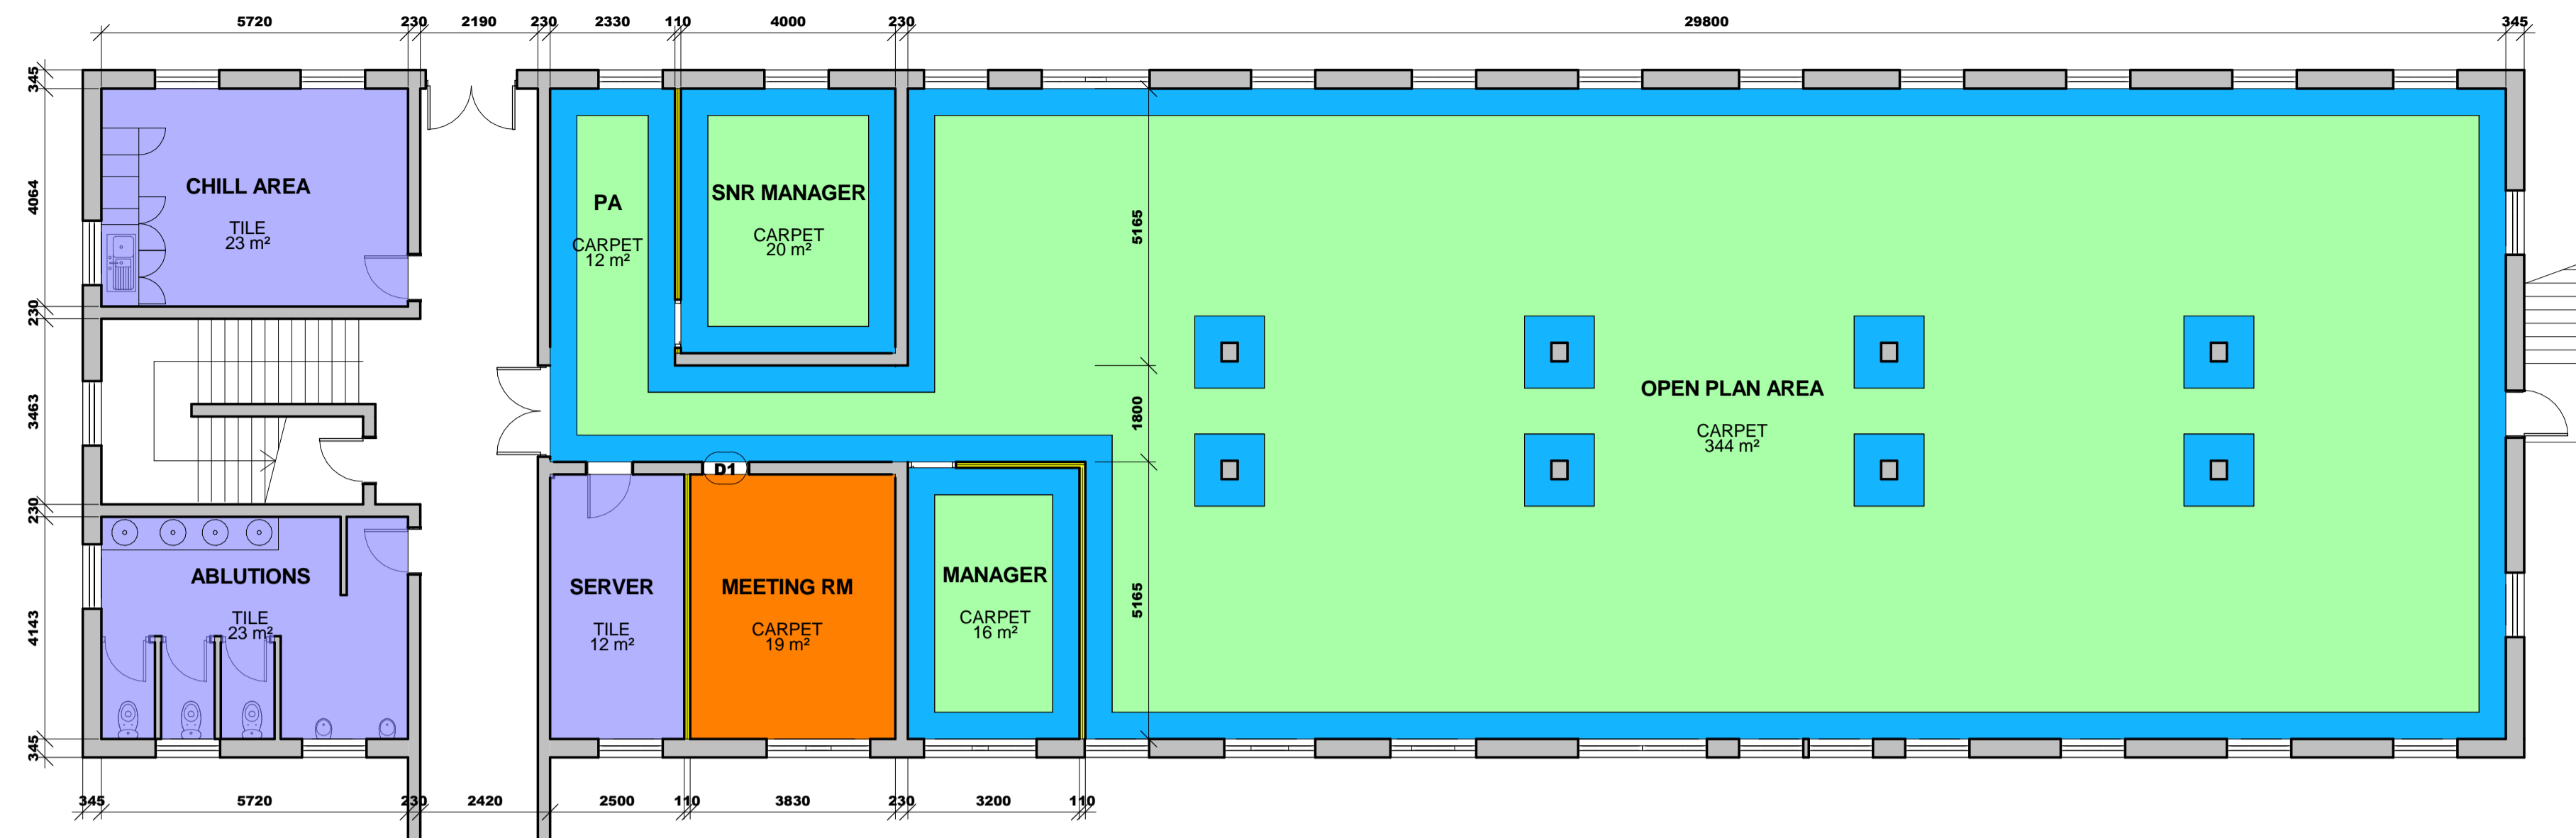 5720 230 2190 230 2330 110 4000 230 29800 345
345
4064
230
3463
230
4143
345
CHILL AREA
TILE
23 m²
PA
CARPET
12 m²
SNR MANAGER
CARPET
20 m²
5165
1800
5165
OPEN PLAN AREA
CARPET
344 m²
D1
ABLUTIONS
TILE
23 m²
SERVER
TILE
12 m²
MEETING RM
CARPET
19 m²
MANAGER
CARPET
16 m²
345 5720 230 2420 2500 110 3830 230 3200 110